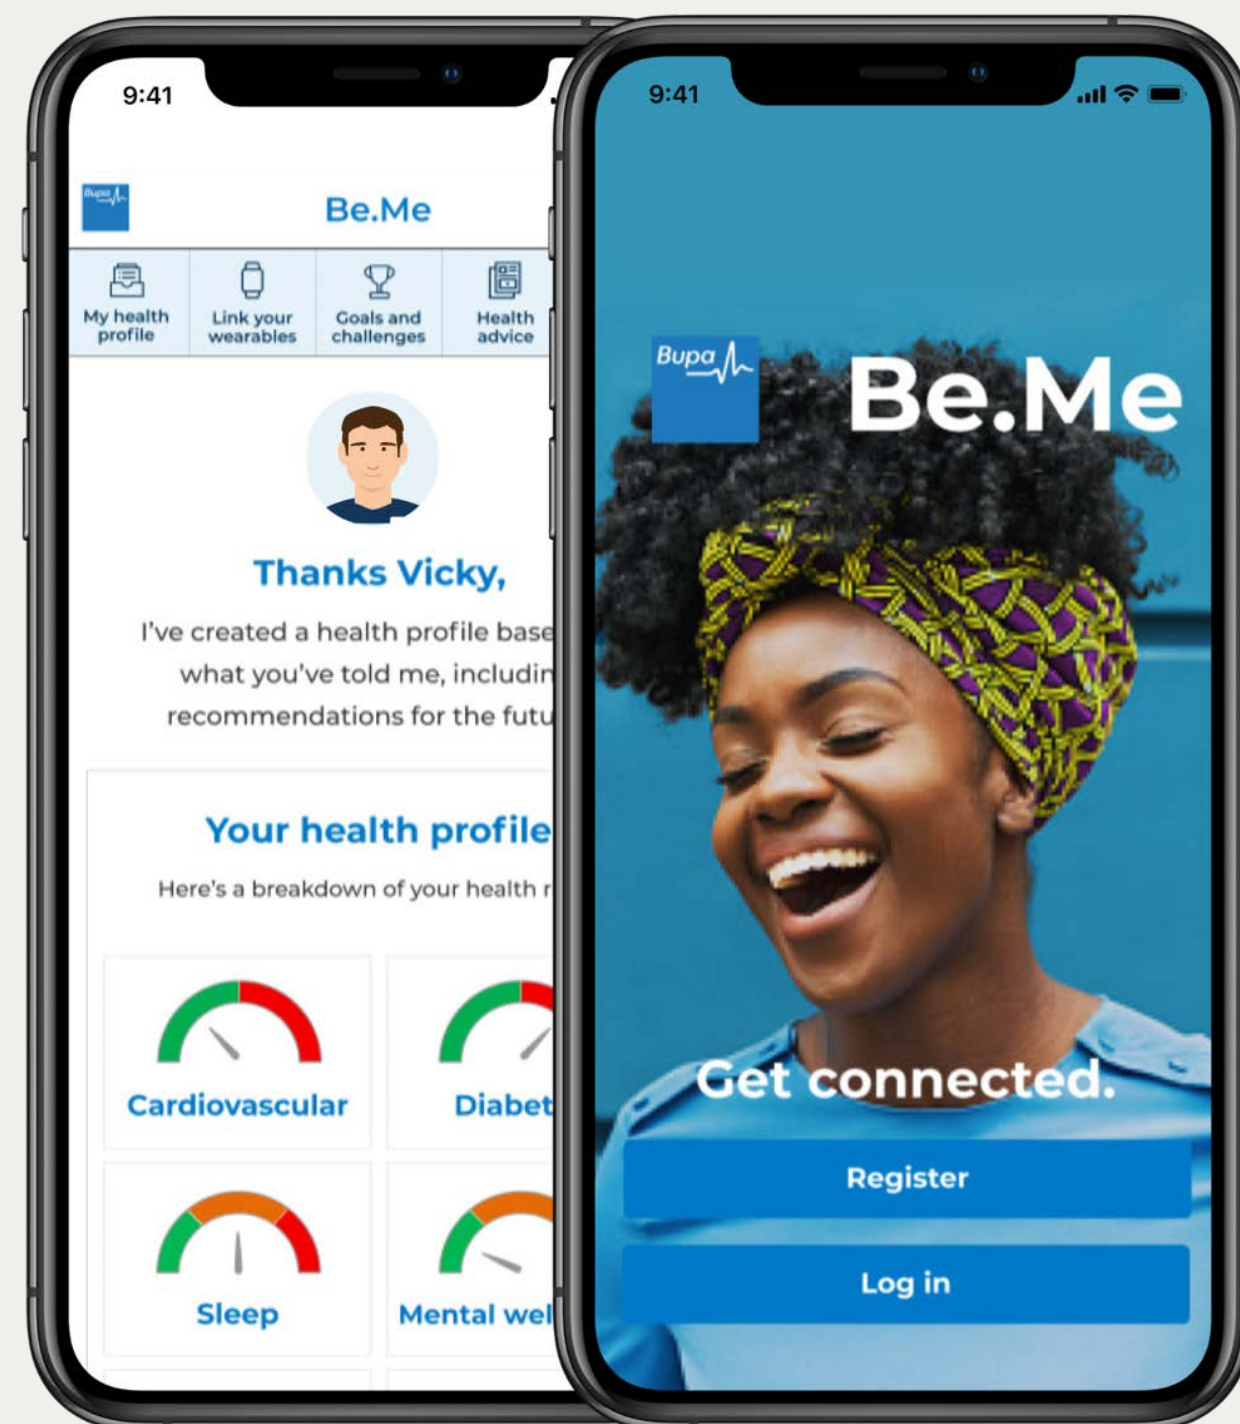 9:41
Bupa
Be.Me
My health
profile
Link your
wearables
Goals and
challenges
Health
advice
Thanks Vicky,
I've created a health profile base
what you've told me, includin
recommendations for the futu
Your health profile
Here's a breakdown of your health r
Cardiovascular
Diabet
Sleep
Mental wel
9:41
Bupa
Be.Me
Get connected.
Register
Log in